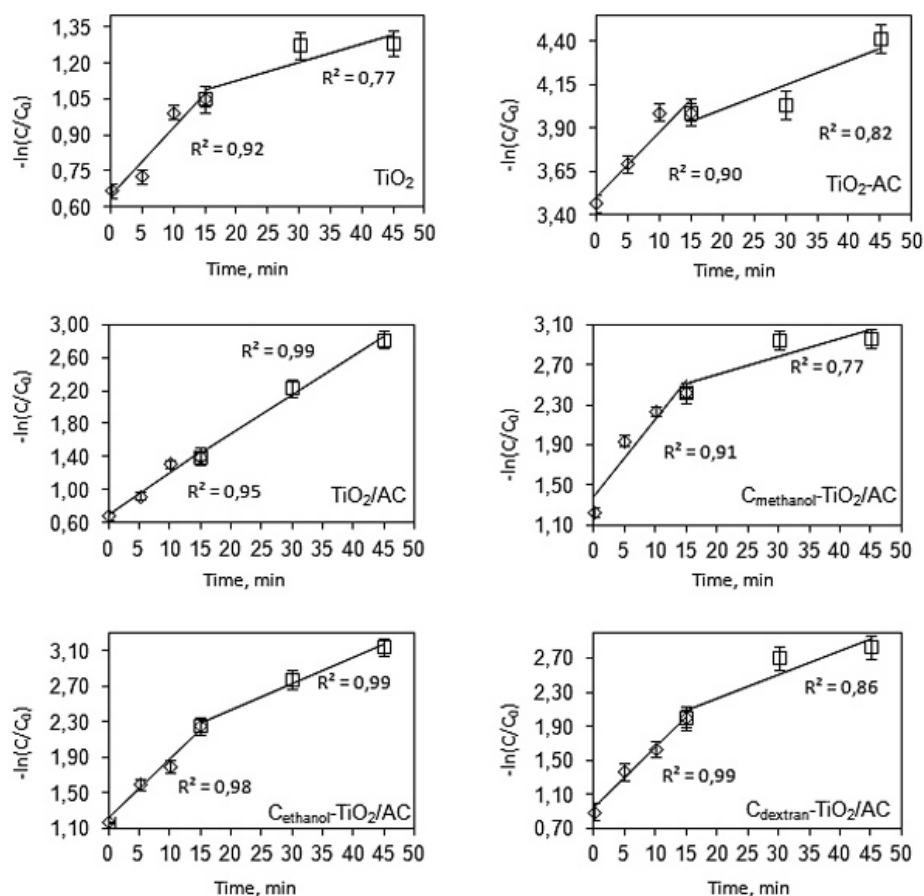 1,35
1,20
1,05
0,90
0,75
0,60
-ln(C/C₀)
R² = 0,77
R² = 0,92
TiO₂
0 5 10 15 20 25 30 35 40 45 50
Time, min
4,40
4,15
3,90
3,65
3,40
-ln(C/C₀)
R² = 0,82
R² = 0,90
TiO₂-AC
0 5 10 15 20 25 30 35 40 45 50
Time, min
3,00
2,60
2,20
1,80
1,40
1,00
0,60
-ln(C/C₀)
R² = 0,99
R² = 0,95
TiO₂/AC
0 5 10 15 20 25 30 35 40 45 50
Time, min
3,10
2,70
2,30
1,90
1,50
1,10
-ln(C/C₀)
R² = 0,77
R² = 0,91
Cmethanol-TiO₂/AC
0 5 10 15 20 25 30 35 40 45 50
Time, min
3,10
2,70
2,30
1,90
1,50
1,10
-ln(C/C₀)
R² = 0,99
R² = 0,98
Cethanol-TiO₂/AC
0 5 10 15 20 25 30 35 40 45 50
Time, min
2,70
2,30
1,90
1,50
1,10
0,70
-ln(C/C₀)
R² = 0,86
R² = 0,99
Cdextran-TiO₂/AC
0 5 10 15 20 25 30 35 40 45 50
Time, min